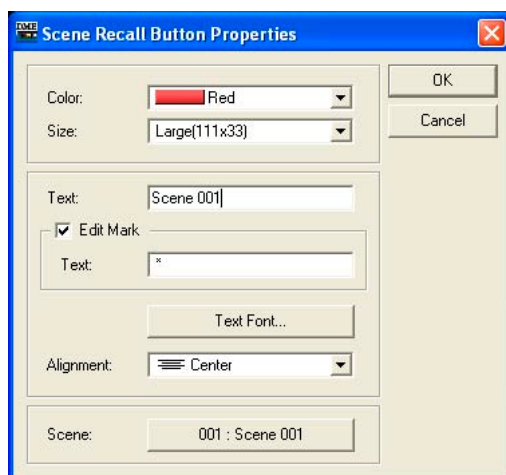 DME Scene Recall Button Properties
Color: Red
OK
Size: Large(111x33)
Cancel
Text: Scene 001
Edit Mark
Text: *
Text Font...
Alignment: Center
Scene: 001 : Scene 001